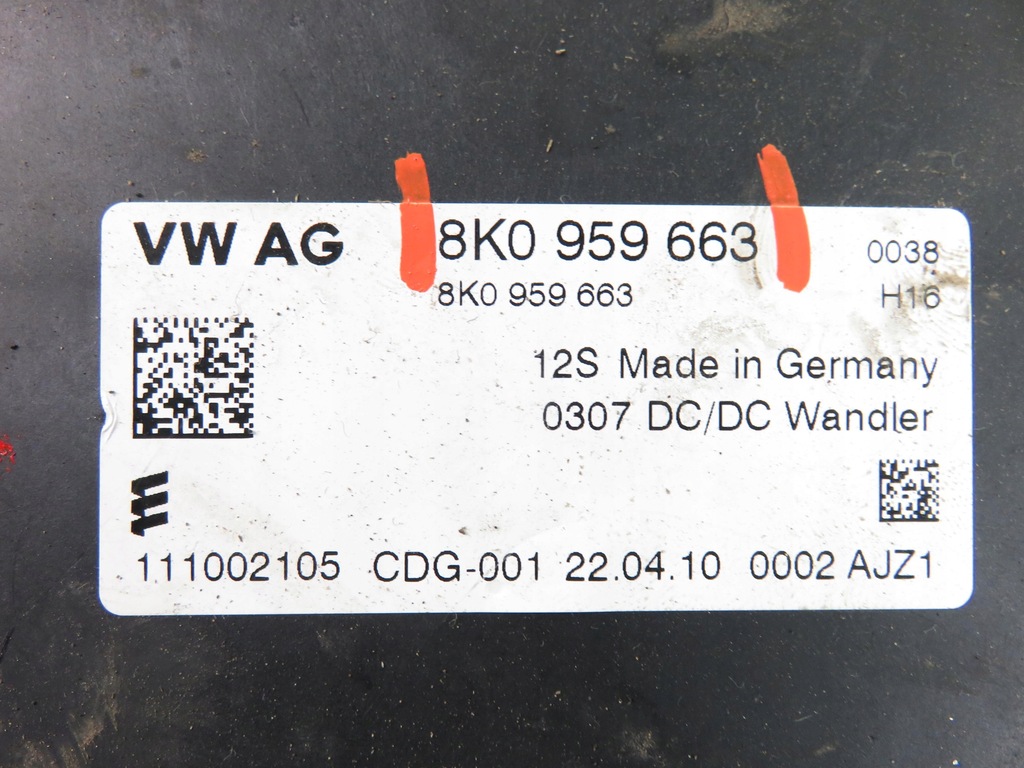 VW AG 8K0 959 663 0038
8K0 959 663 H16
12S Made in Germany
0307 DC/DC Wandler
111002105 CDG-001 22.04.10 0002 AJZ1